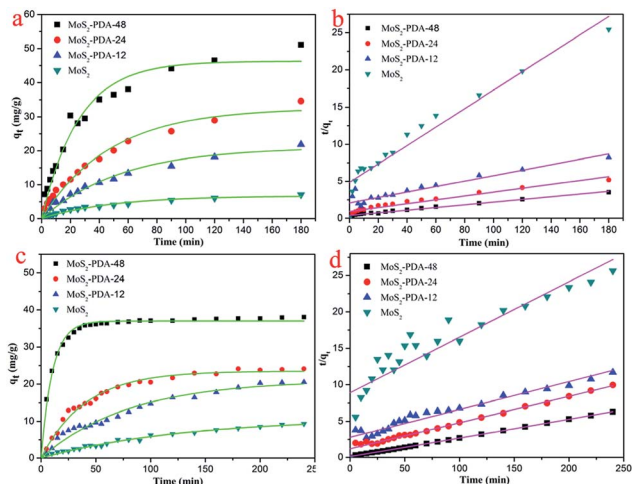 a
q_t (mg/g)
60
50
40
30
20
10
0
MoS₂-PDA-48
MoS₂-PDA-24
MoS₂-PDA-12
MoS₂
0 20 40 60 80 100 120 140 160 180
Time (min)
b
t/q_t
25
20
15
10
5
0
MoS₂-PDA-48
MoS₂-PDA-24
MoS₂-PDA-12
MoS₂
0 20 40 60 80 100 120 140 160 180
Time (min)
c
q_t (mg/g)
50
40
30
20
10
0
MoS₂-PDA-48
MoS₂-PDA-24
MoS₂-PDA-12
MoS₂
0 50 100 150 200 250
Time (min)
d
t/q_t
25
20
15
10
5
0
MoS₂-PDA-48
MoS₂-PDA-24
MoS₂-PDA-12
MoS₂
0 50 100 150 200 250
Time (min)